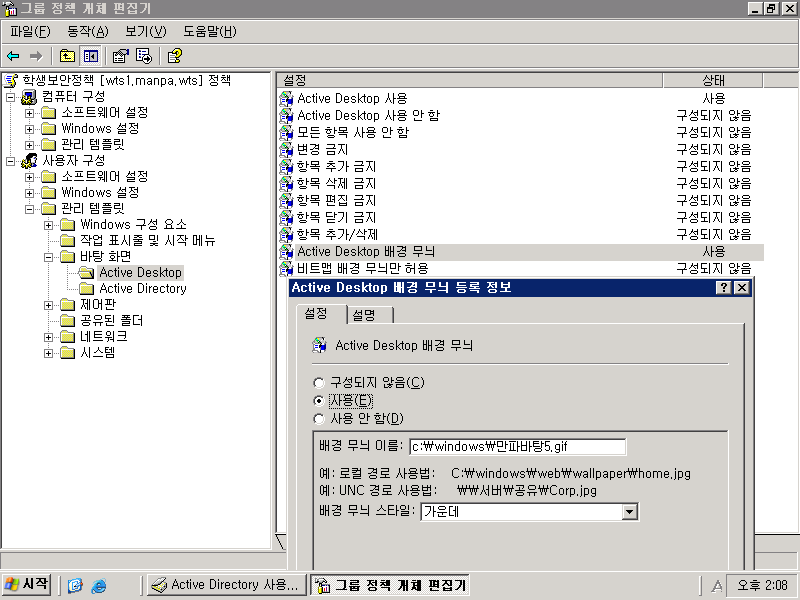 그룹 정책 개체 편집기
파일(F) 동작(A) 보기(V) 도움말(H)
학생보안정책 [wts1.manpa.wts] 정책
컴퓨터 구성
소프트웨어 설정
Windows 설정
관리 템플릿
사용자 구성
소프트웨어 설정
Windows 설정
관리 템플릿
Windows 구성 요소
작업 표시줄 및 시작 메뉴
바탕 화면
Active Desktop
Active Directory
제어판
공유된 폴더
네트워크
시스템
설정 상태
Active Desktop 사용 사용
Active Desktop 사용 안 함 구성되지 않음
모든 항목 사용 안 함 구성되지 않음
변경 금지 구성되지 않음
항목 추가 금지 구성되지 않음
항목 삭제 금지 구성되지 않음
항목 편집 금지 구성되지 않음
항목 닫기 금지 구성되지 않음
항목 추가/삭제 구성되지 않음
Active Desktop 배경 무늬 사용
비트맵 배경 무늬만 허용 구성되지 않음
Active Desktop 배경 무늬 등록 정보
설정 설명
Active Desktop 배경 무늬
구성되지 않음(C)
사용(E)
사용 안 함(D)
배경 무늬 이름: c:₩windows₩만파바탕5.gif
예: 로컬 경로 사용법: C:₩windows₩web₩wallpaper₩home.jpg
예: UNC 경로 사용법: ₩₩서버₩공유₩Corp.jpg
배경 무늬 스타일: 가운데
시작 Active Directory 사용... 그룹 정책 개체 편집기 A 오후 2:08